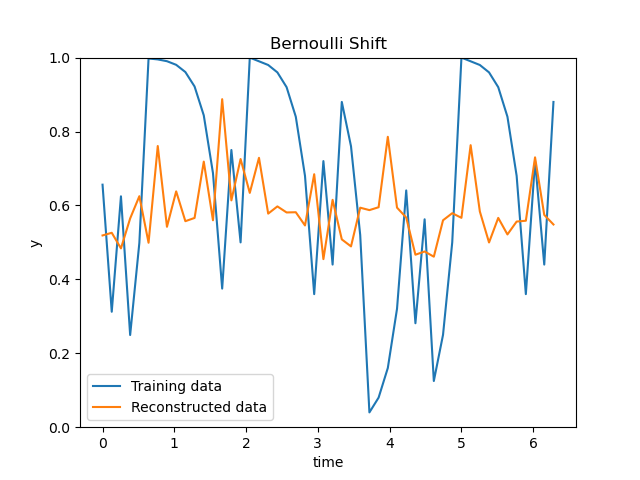 Bernoulli Shift
1.0
0.8
0.6
0.4
0.2
0.0
y
Training data
Reconstructed data
0 1 2 3 4 5 6
time